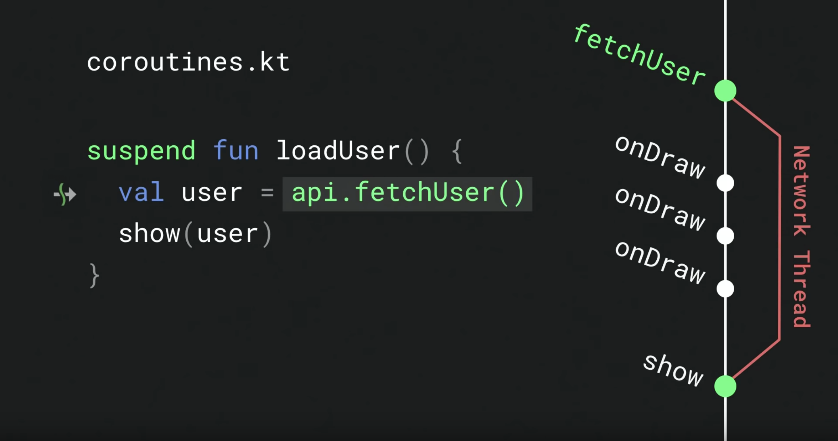 coroutines.kt
suspend fun loadUser() {
val user = api.fetchUser()
show(user)
}
fetchUser
onDraw
onDraw
onDraw
show
Network Thread